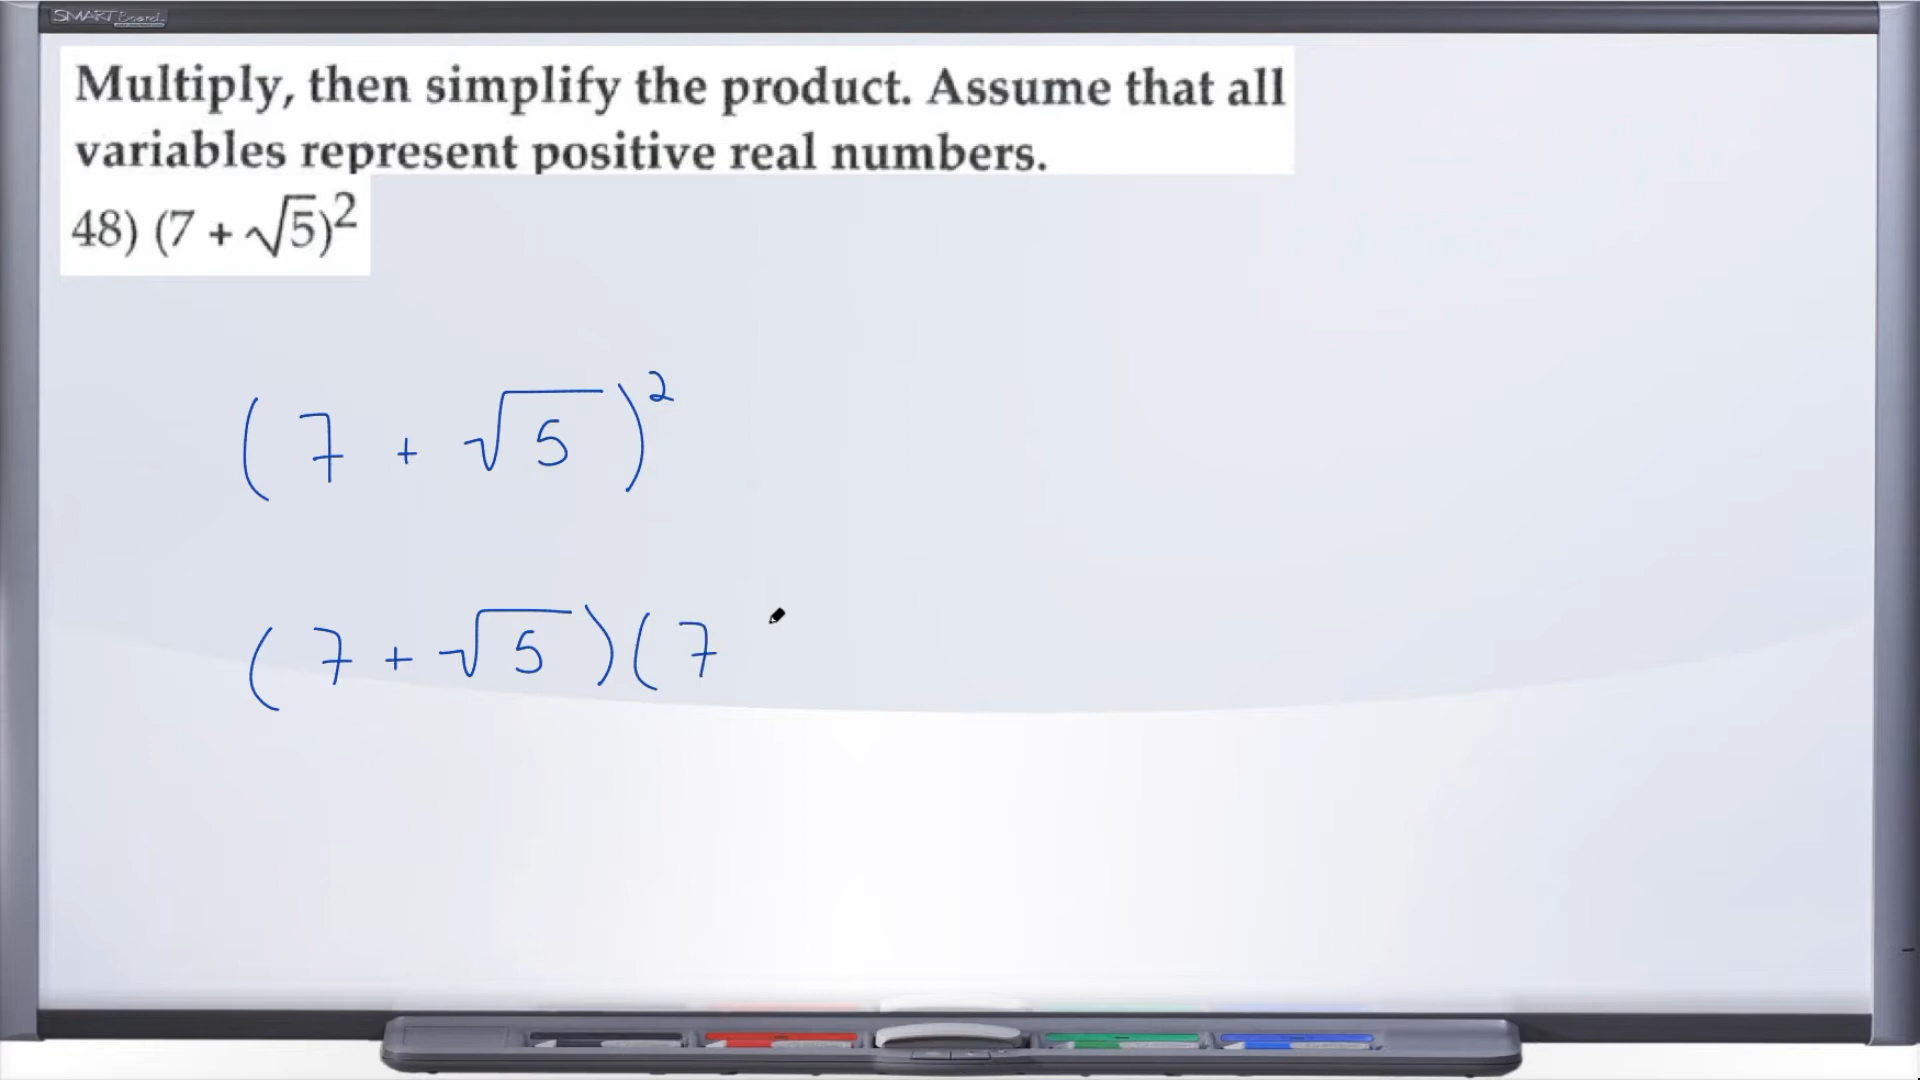 SMART Board
Multiply, then simplify the product. Assume that all
variables represent positive real numbers.
48) (7 + √5)²
(7 + √5)²
(7 + √5)(7